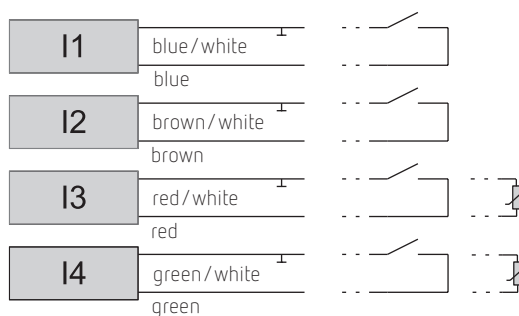 I1
blue/white
blue
I2
brown/white
brown
I3
red/white
red
I4
green/white
green